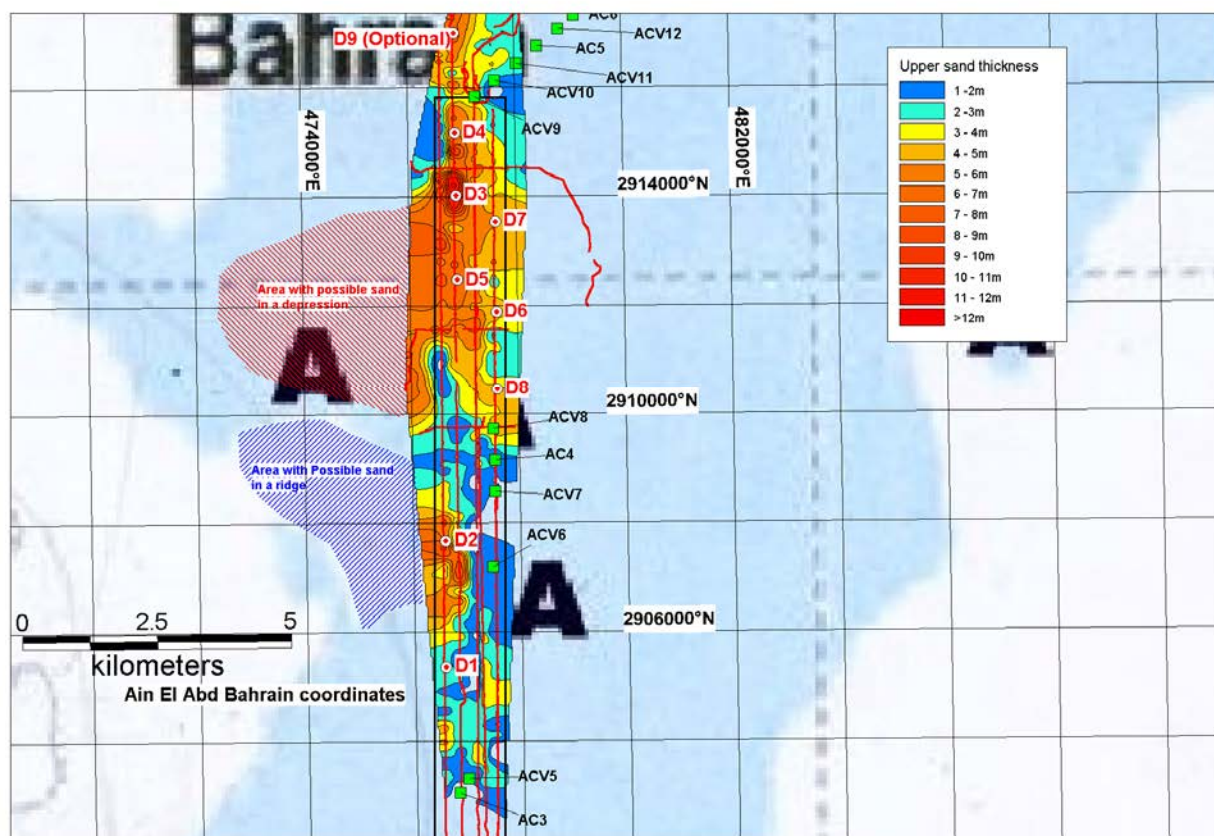 AC6
ACV12
D9 (Optional)
Bahra
AC5
ACV11
ACV10
ACV9
D4
474000°E
482000°E
2914000°N
D3
D7
Area with possible sand
in a depression
D5
D6
A
A
D8
2910000°N
ACV8
Area with Possible sand
in a ridge
AC4
ACV7
D2
ACV6
A
2906000°N
0 2.5 5
kilometers
D1
Ain El Abd Bahrain coordinates
ACV5
AC3
Upper sand thickness
1 -2m
2 -3m
3 - 4m
4 - 5m
5 - 6m
6 - 7m
7 - 8m
8 - 9m
9 - 10m
10 - 11m
11 - 12m
>12m